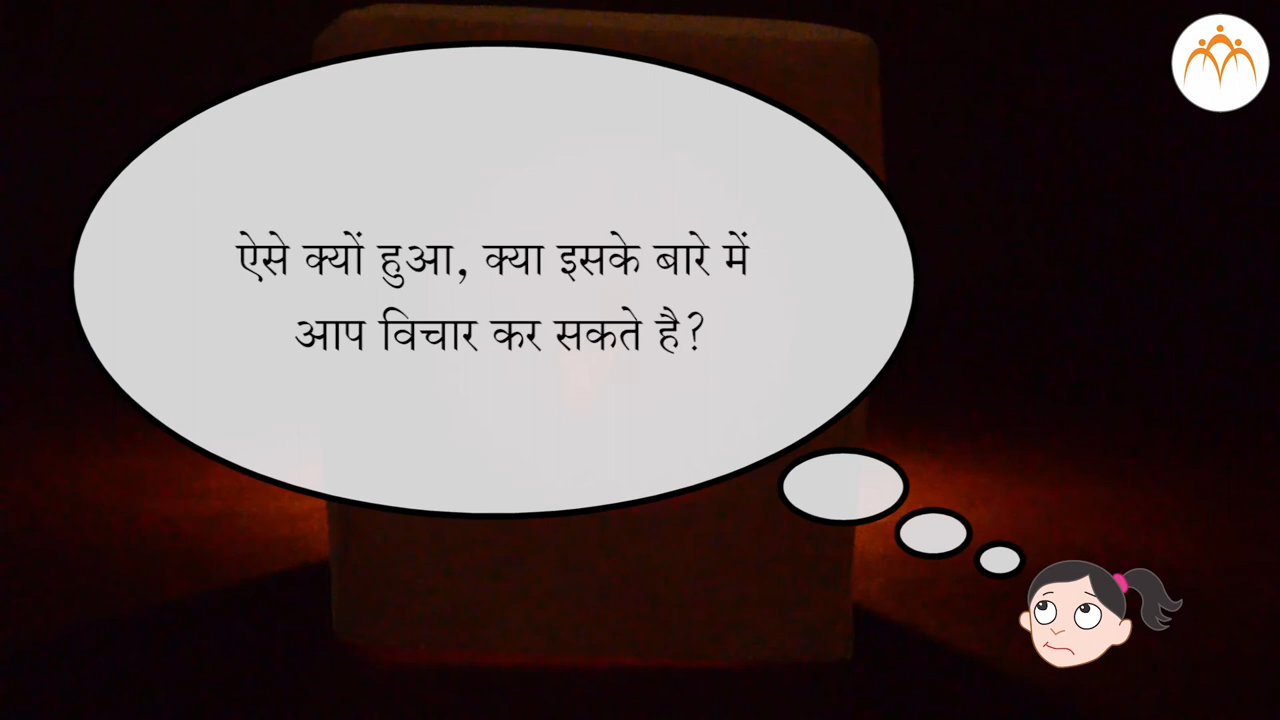 ऐसे क्यों हुआ, क्या इसके बारे में
आप विचार कर सकते है?